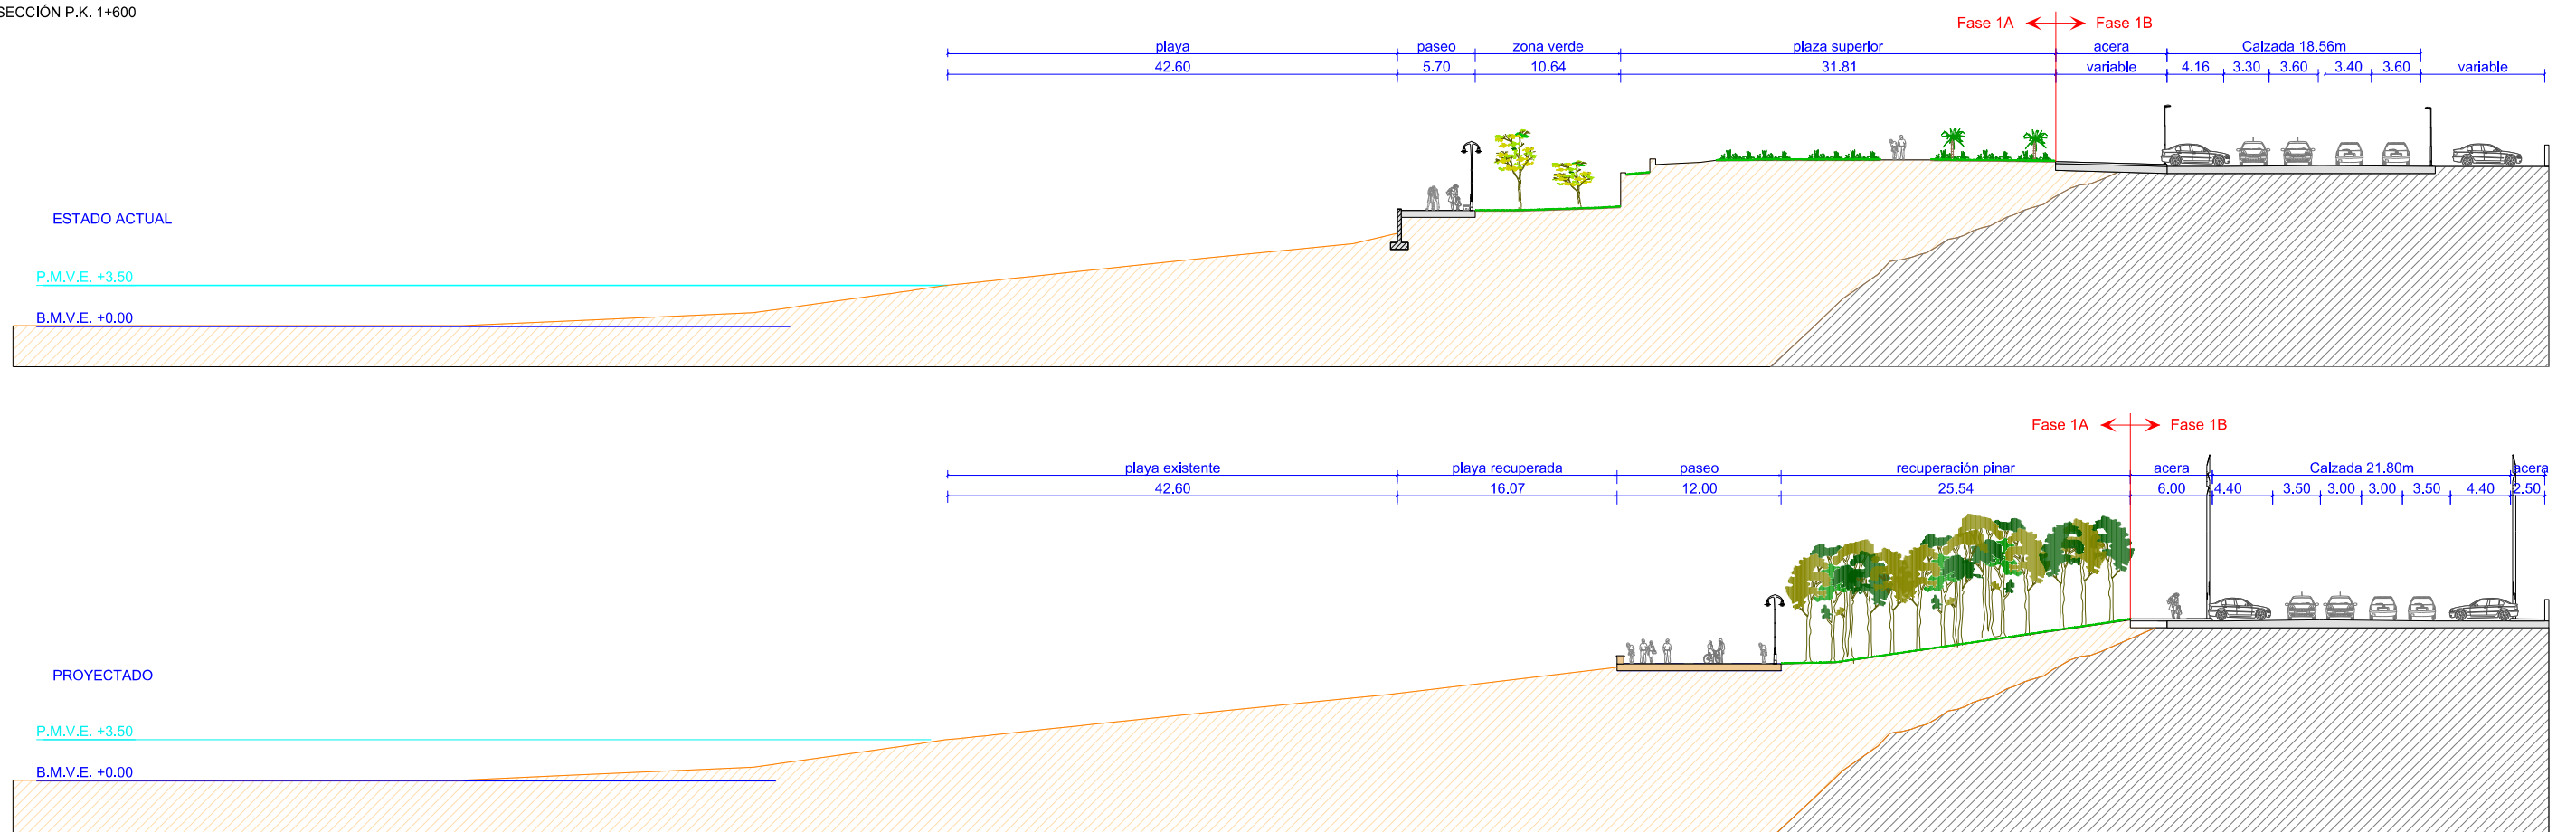 SECCIÓN P.K. 1+600
Fase 1A Fase 1B
playa paseo zona verde plaza superior acera Calzada 18.56m
42.60 5.70 10.64 31.81 variable 4.16 3.30 3.60 3.40 3.60 variable
ESTADO ACTUAL
P.M.V.E. +3.50
B.M.V.E. +0.00
Fase 1A Fase 1B
playa existente playa recuperada paseo recuperación pinar acera Calzada 21.80m acera
42.60 16.07 12.00 25.54 6.00 4.40 3.50 3.00 3.00 3.50 4.40 2.50
PROYECTADO
P.M.V.E. +3.50
B.M.V.E. +0.00